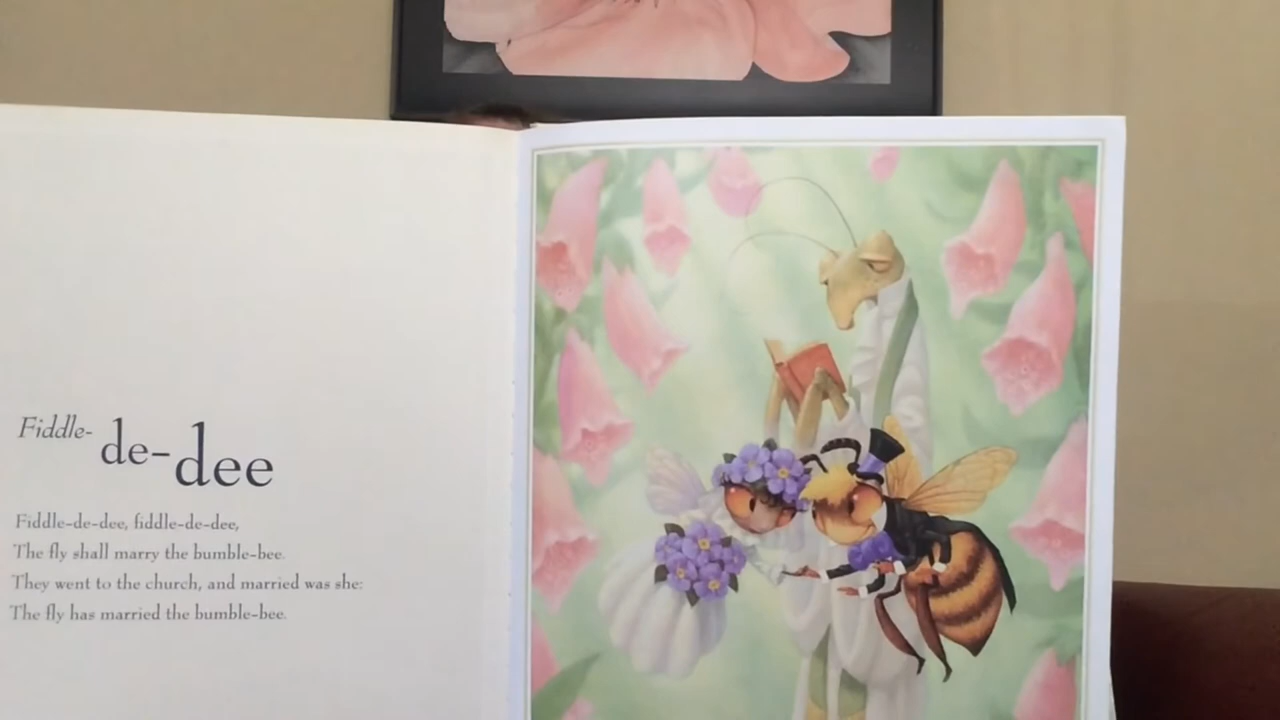 Fiddle-de-dee
Fiddle-de-dee, fiddle-de-dee,
The fly shall marry the bumble-bee.
They went to the church, and married was she:
The fly has married the bumble-bee.